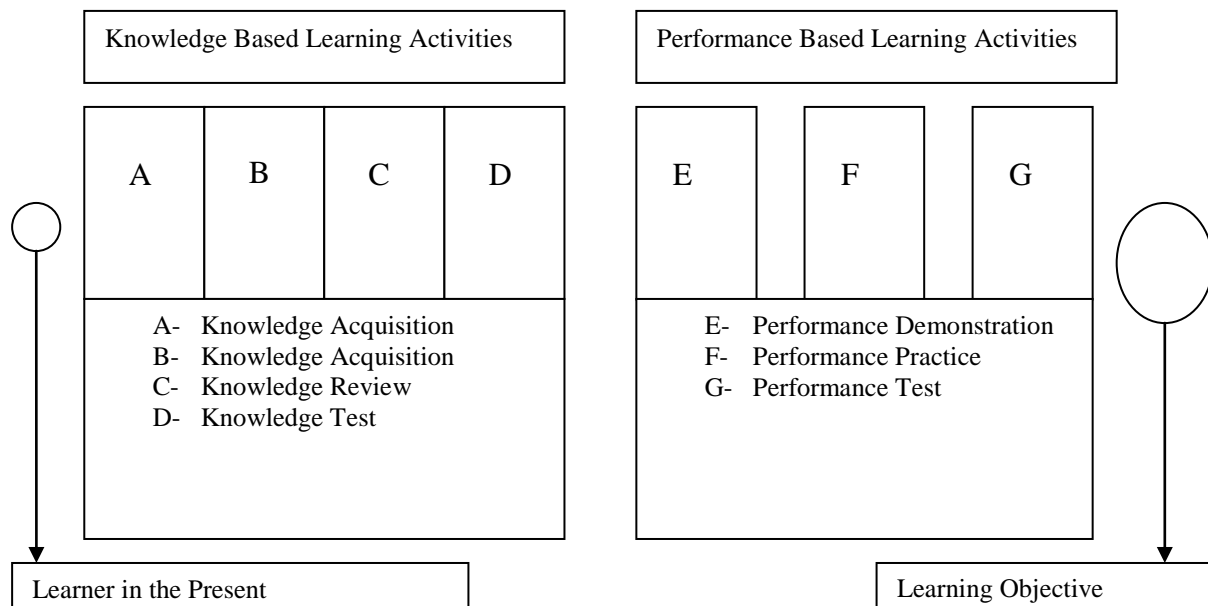 Knowledge Based Learning Activities
Performance Based Learning Activities
A B C D
E F G
A- Knowledge Acquisition
B- Knowledge Acquisition
C- Knowledge Review
D- Knowledge Test
E- Performance Demonstration
F- Performance Practice
G- Performance Test
Learner in the Present
Learning Objective